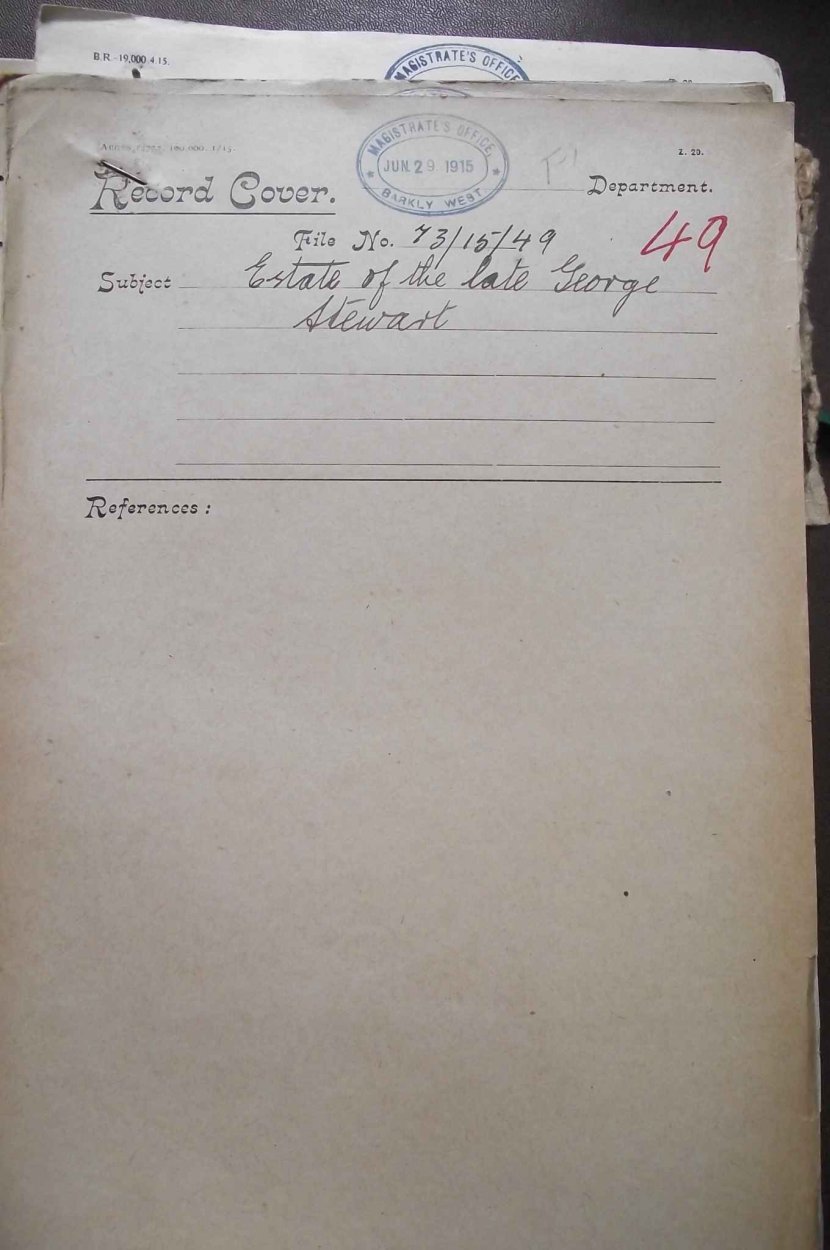 B.R.—19,000 4 15.
MAGISTRATE'S OFFICE
MAGISTRATE'S OFFICE,
JUN. 29 1915
BARKLY WEST
Z. 20.
Record Cover.
Department.
File No. 73/15/49
49
Subject Estate of the late George
Stewart
References :